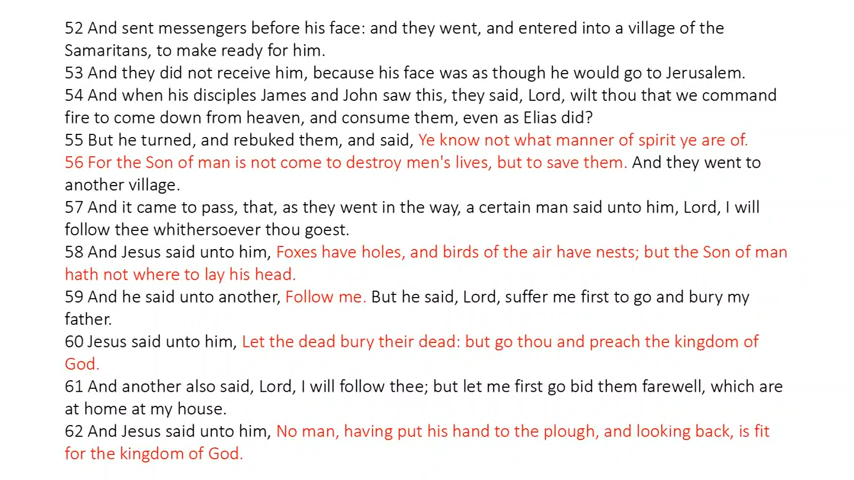 52 And sent messengers before his face: and they went, and entered into a village of the
Samaritans, to make ready for him.
53 And they did not receive him, because his face was as though he would go to Jerusalem.
54 And when his disciples James and John saw this, they said, Lord, wilt thou that we command
fire to come down from heaven, and consume them, even as Elias did?
55 But he turned, and rebuked them, and said, Ye know not what manner of spirit ye are of.
56 For the Son of man is not come to destroy men's lives, but to save them. And they went to
another village.
57 And it came to pass, that, as they went in the way, a certain man said unto him, Lord, I will
follow thee whithersoever thou goest.
58 And Jesus said unto him, Foxes have holes, and birds of the air have nests; but the Son of man
hath not where to lay his head.
59 And he said unto another, Follow me. But he said, Lord, suffer me first to go and bury my
father.
60 Jesus said unto him, Let the dead bury their dead: but go thou and preach the kingdom of
God.
61 And another also said, Lord, I will follow thee; but let me first go bid them farewell, which are
at home at my house.
62 And Jesus said unto him, No man, having put his hand to the plough, and looking back, is fit
for the kingdom of God.